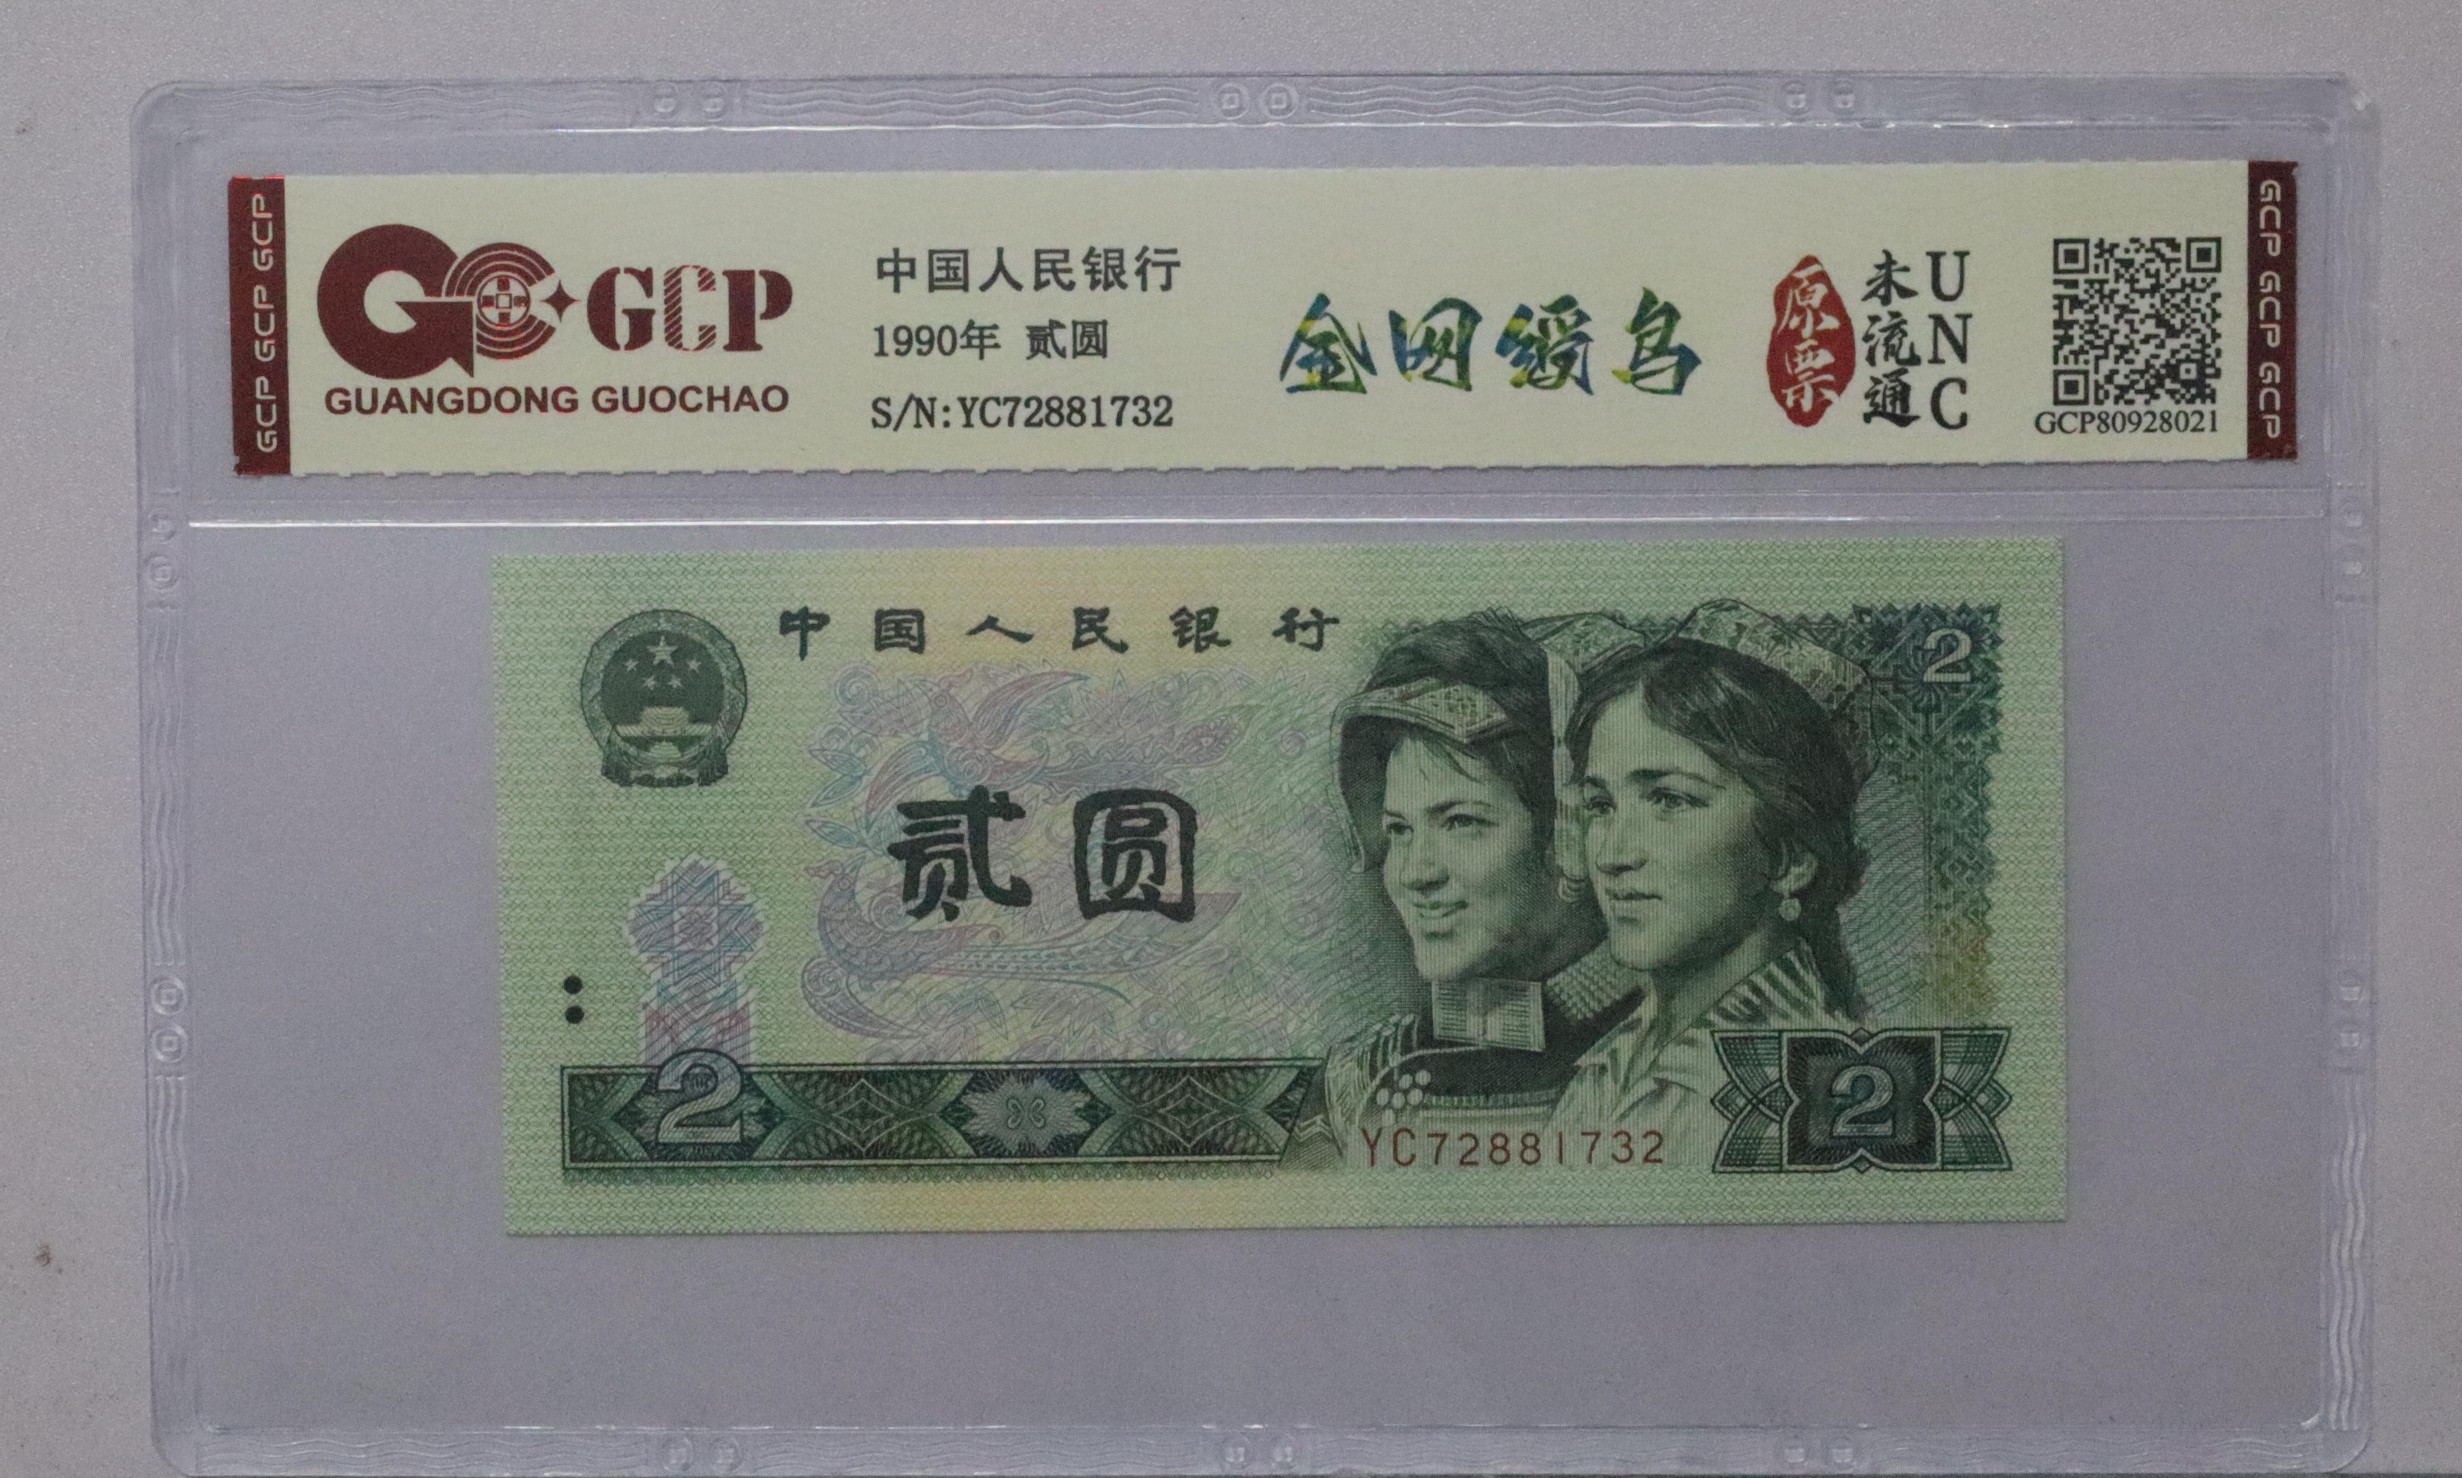 GCP GCP GCP
GCP
GUANGDONG GUOCHAO
中国人民银行
1990年 贰圆
S/N:YC72881732
金网绶鸟
原票
未流通
UNC
GCP80928021
GCP GCP GCP
中国人民银行
2
贰圆
2
YC72881732
2